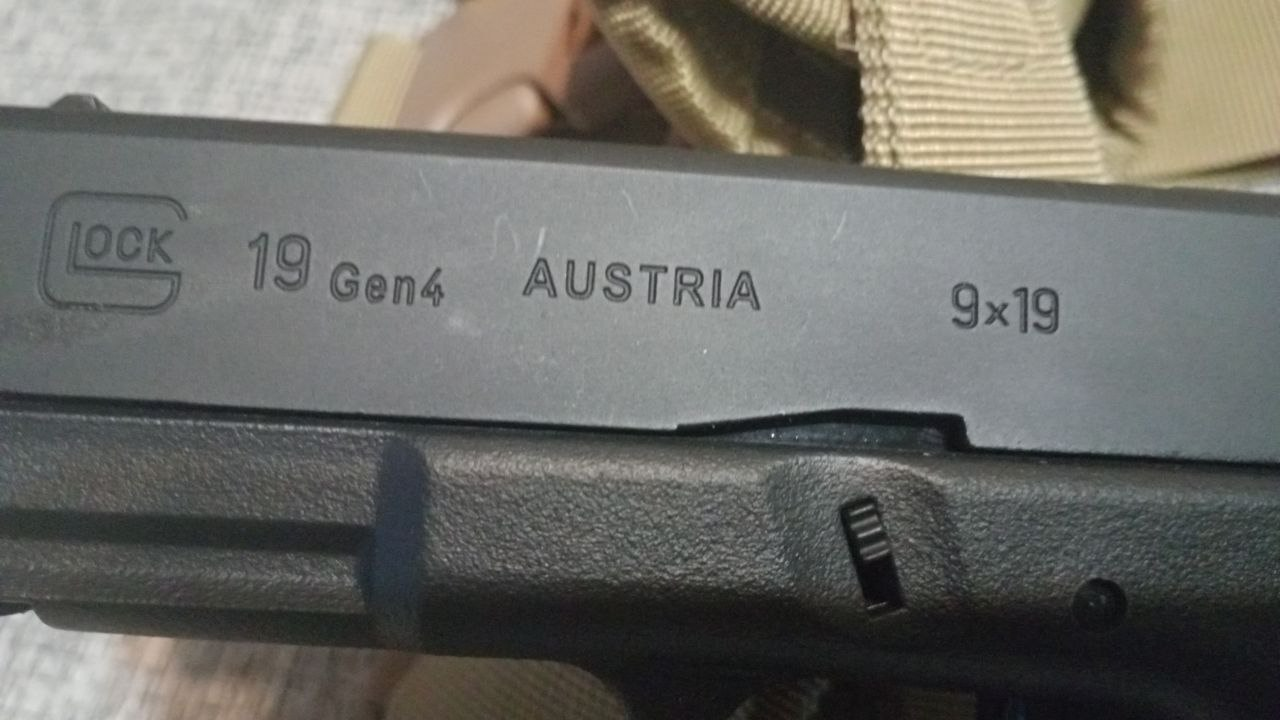 GLOCK 19 Gen4 AUSTRIA 9x19